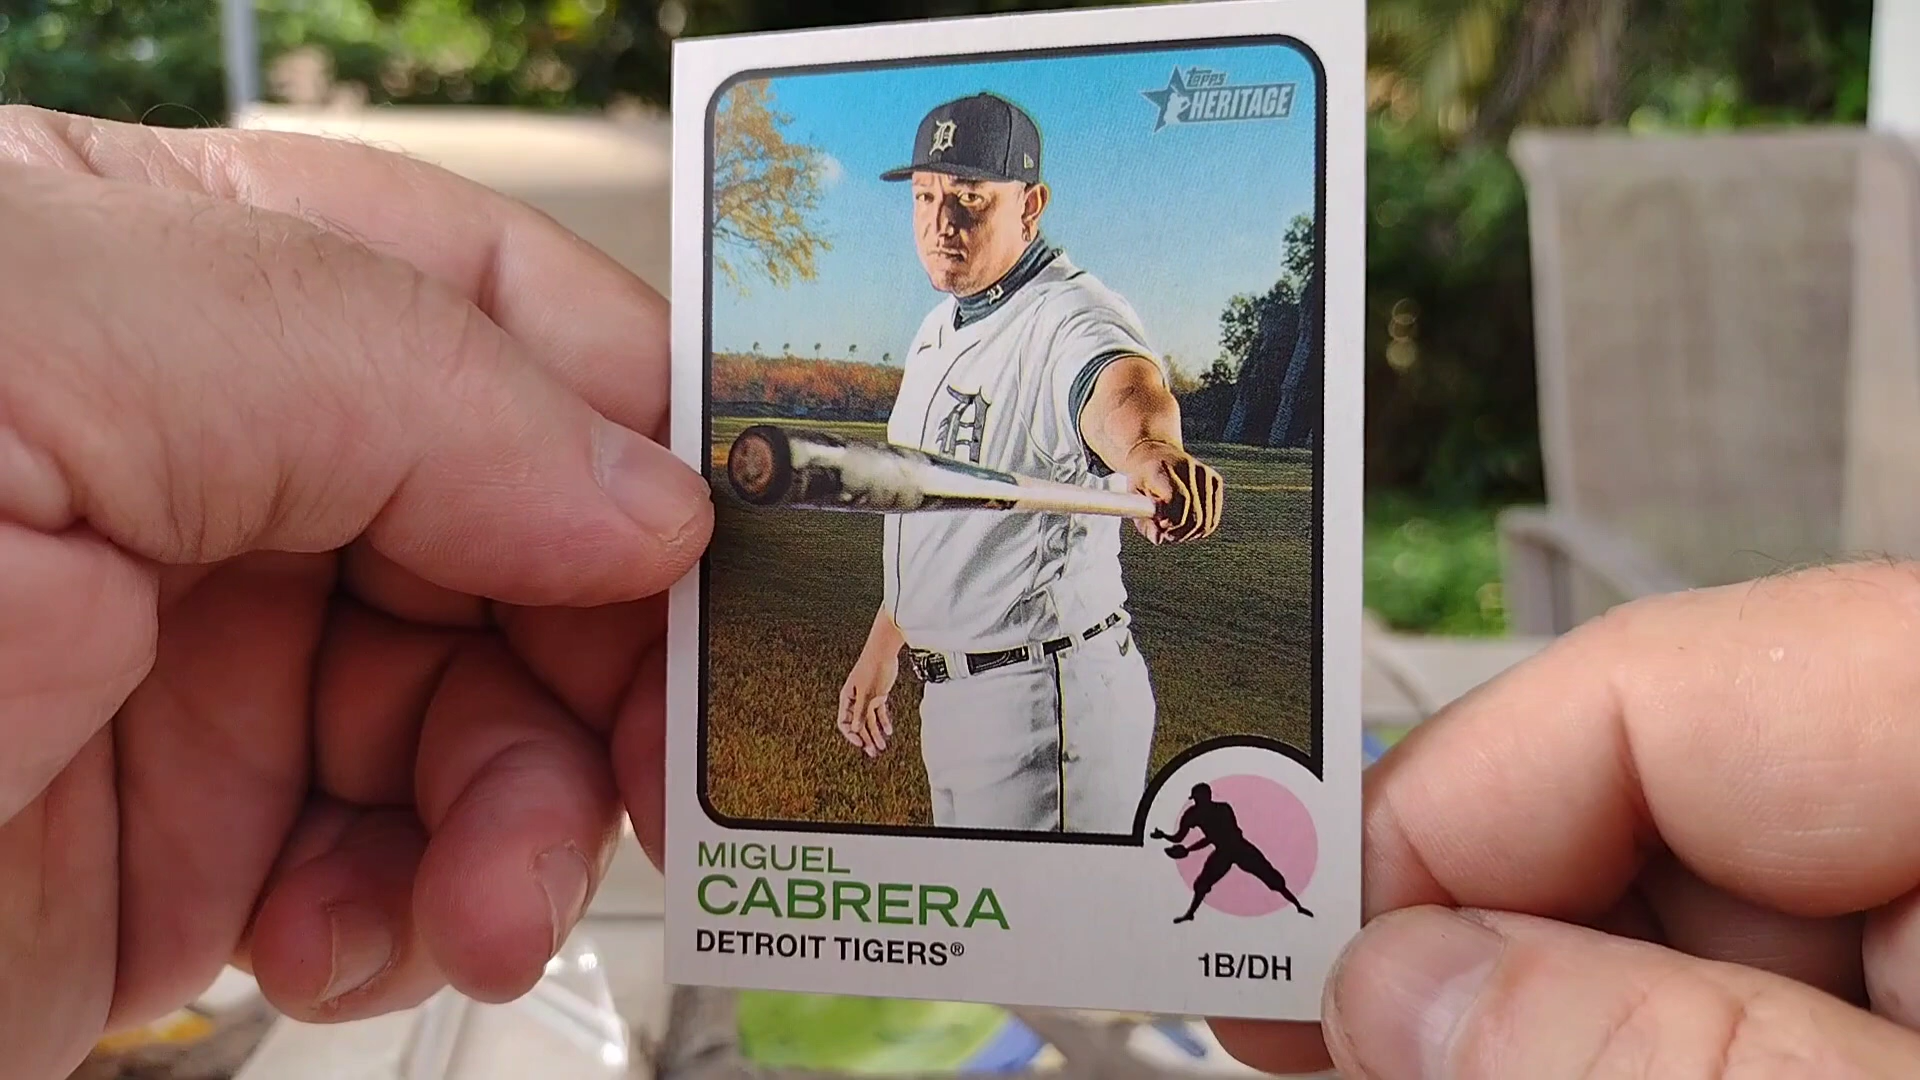 Topps
HERITAGE
D
D
D
MIGUEL
CABRERA
DETROIT TIGERS®
1B/DH